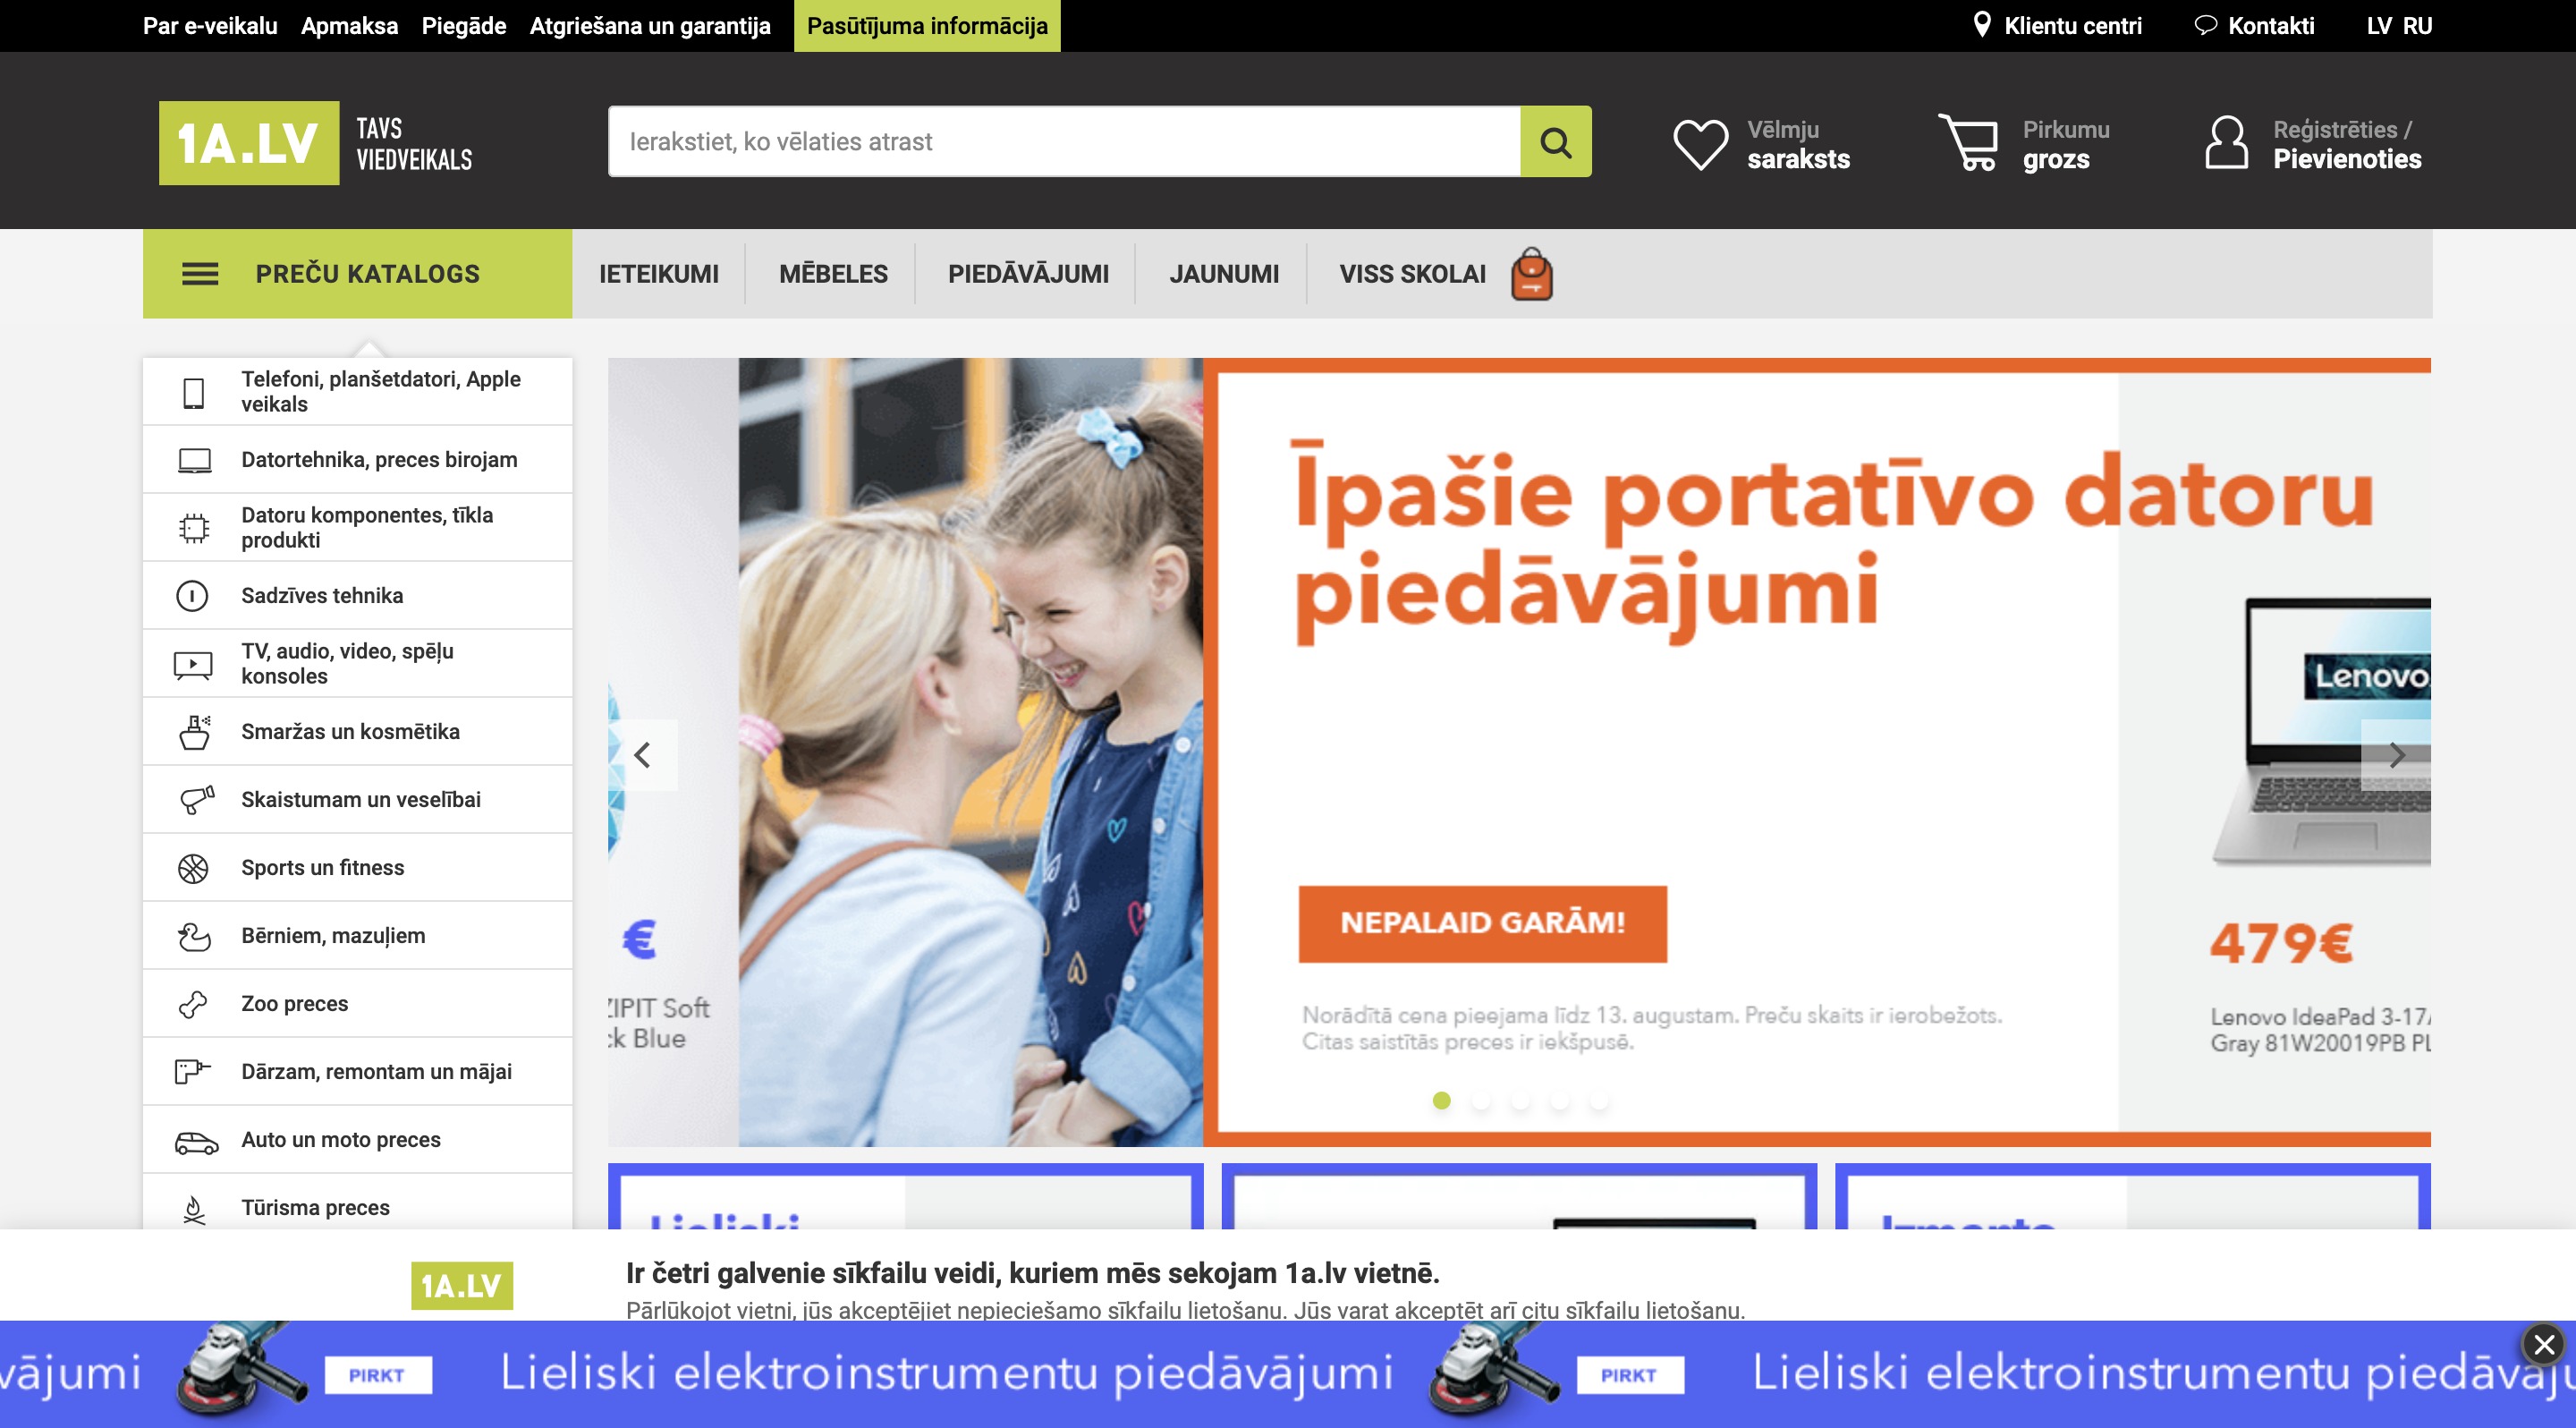 Par e-veikalu Apmaksa Piegāde Atgriešana un garantija Pasūtījuma informācija Klientu centri Kontakti LV RU
1A.LV
TAVS
VIEDVEIKALS
Ierakstiet, ko vēlaties atrast
Vēlmju
saraksts
Pirkumu
grozs
Reģistrēties /
Pievienoties
PREČU KATALOGS IETEIKUMI MĒBELES PIEDĀVĀJUMI JAUNUMI VISS SKOLAI
Telefoni, planšetdatori, Apple
veikals
Datortehnika, preces birojam
Datoru komponentes, tīkla
produkti
Sadzīves tehnika
TV, audio, video, spēļu
konsoles
Smaržas un kosmētika
Skaistumam un veselībai
Sports un fitness
Bērniem, mazuļiem
Zoo preces
Dārzam, remontam un mājai
Auto un moto preces
Tūrisma preces
€
ZIPIT Soft
ck Blue
Īpašie portatīvo datoru
piedāvājumi
NEPALAID GARĀM!
Norādītā cena pieejama līdz 13. augustam. Preču skaits ir ierobežots.
Citas saistītās preces ir iekšpusē.
Lenovo
479€
Lenovo IdeaPad 3-17
Gray 81W20019PB PL
Lieliski
Izmanto
1A.LV
Ir četri galvenie sīkfailu veidi, kuriem mēs sekojam 1a.lv vietnē.
Pārlūkojot vietni, jūs akceptējiet nepieciešamo sīkfailu lietošanu. Jūs varat akceptēt arī citu sīkfailu lietošanu.
vājumi PIRKT Lieliski elektroinstrumentu piedāvājumi PIRKT Lieliski elektroinstrumentu piedāvāju